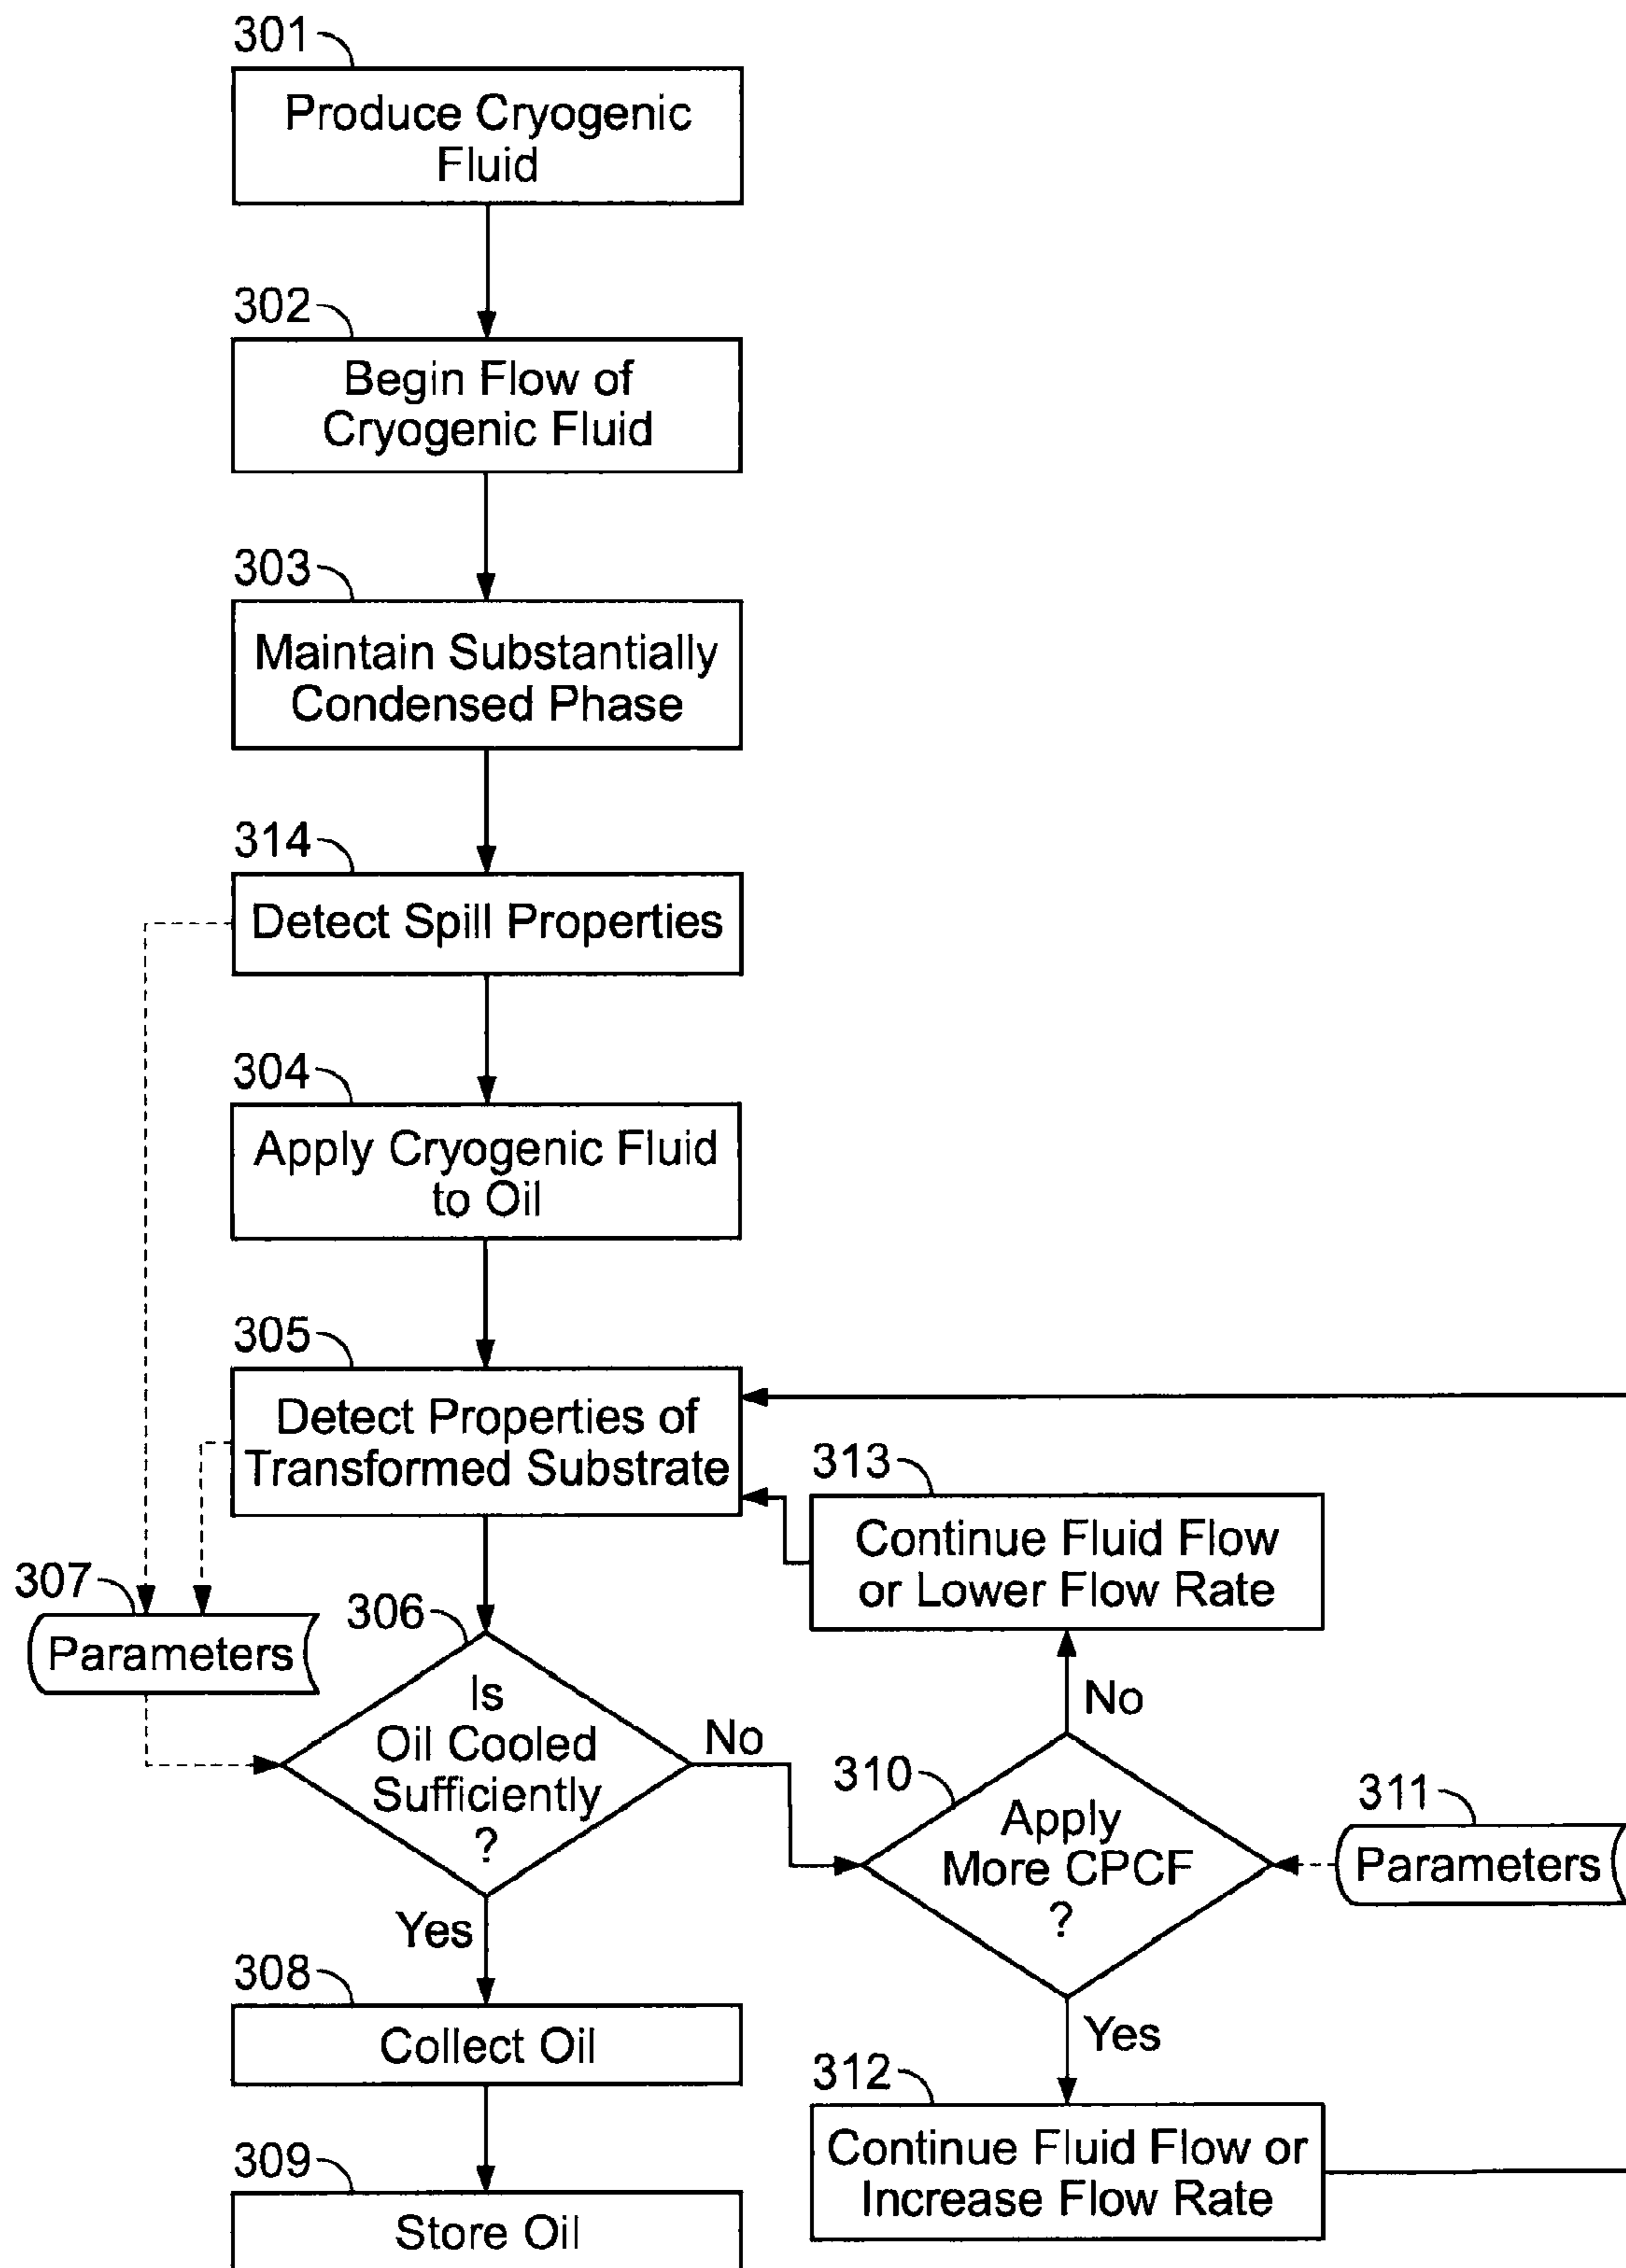 301
Produce Cryogenic
Fluid
302
Begin Flow of
Cryogenic Fluid
303
Maintain Substantially
Condensed Phase
314
Detect Spill Properties
304
Apply Cryogenic Fluid
to Oil
305
Detect Properties of
Transformed Substrate
313
Continue Fluid Flow
or Lower Flow Rate
307
Parameters
306
Is
Oil Cooled
Sufficiently
?
No
Yes
310
Apply
More CPCF
?
No
Yes
311
Parameters
308
Collect Oil
312
Continue Fluid Flow or
Increase Flow Rate
309
Store Oil